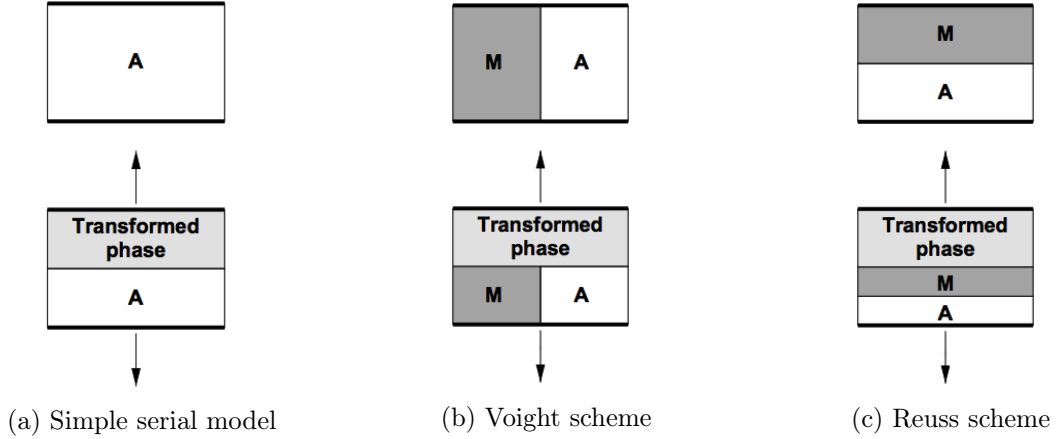 A
M A
M
A
Transformed
phase
A
Transformed
phase
M A
Transformed
phase
M
A
(a) Simple serial model
(b) Voight scheme
(c) Reuss scheme